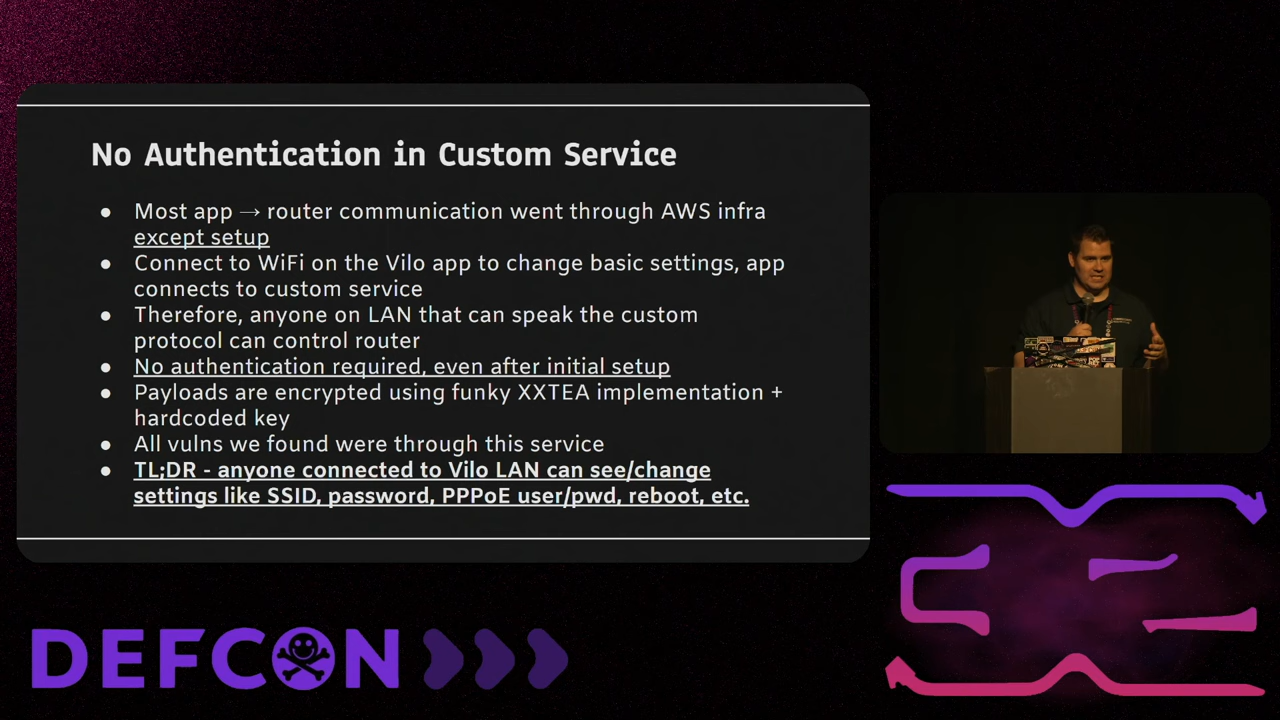 No Authentication in Custom Service
● Most app → router communication went through AWS infra
except setup
● Connect to WiFi on the Vilo app to change basic settings, app
connects to custom service
● Therefore, anyone on LAN that can speak the custom
protocol can control router
● No authentication required, even after initial setup
● Payloads are encrypted using funky XXTEA implementation +
hardcoded key
● All vulns we found were through this service
● TL;DR - anyone connected to Vilo LAN can see/change
settings like SSID, password, PPPoE user/pwd, reboot, etc.
DEFCON